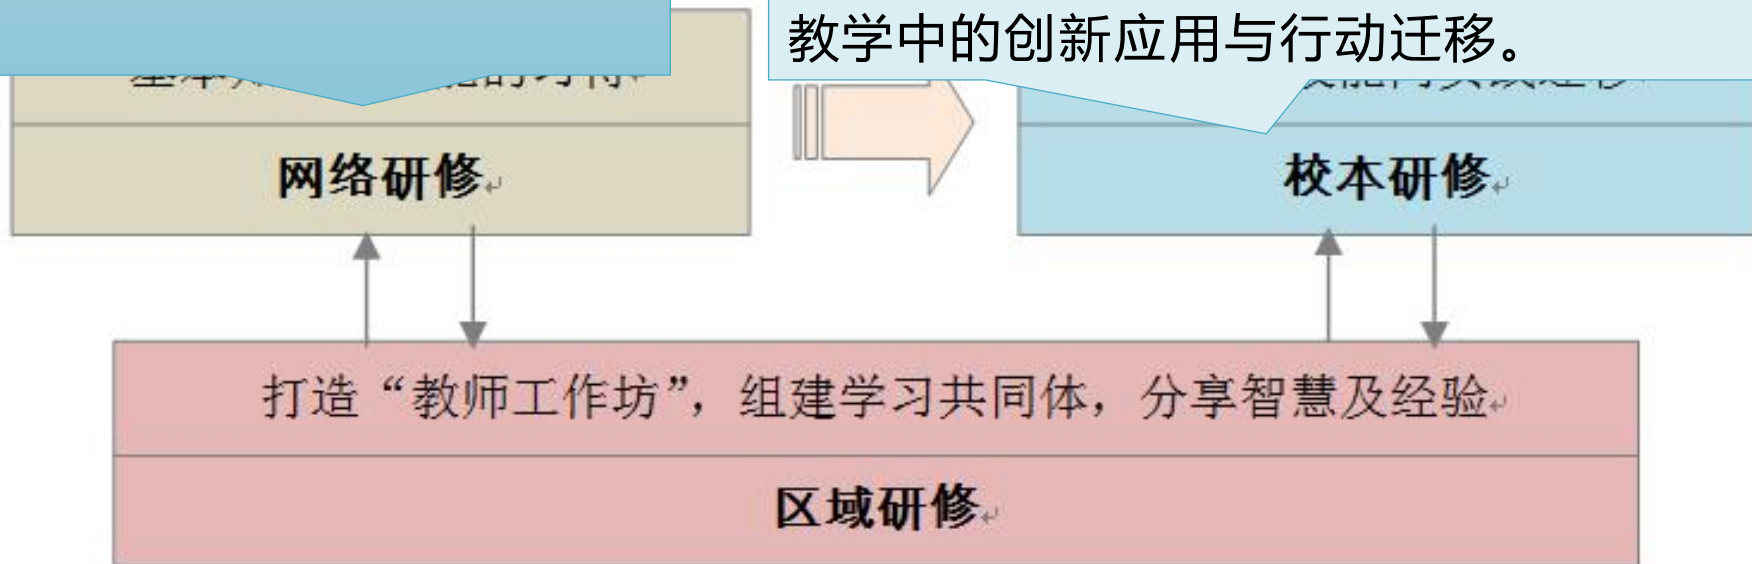 教学中的创新应用与行动迁移。
网络研修
校本研修
打造“教师工作坊”，组建学习共同体，分享智慧及经验
区域研修